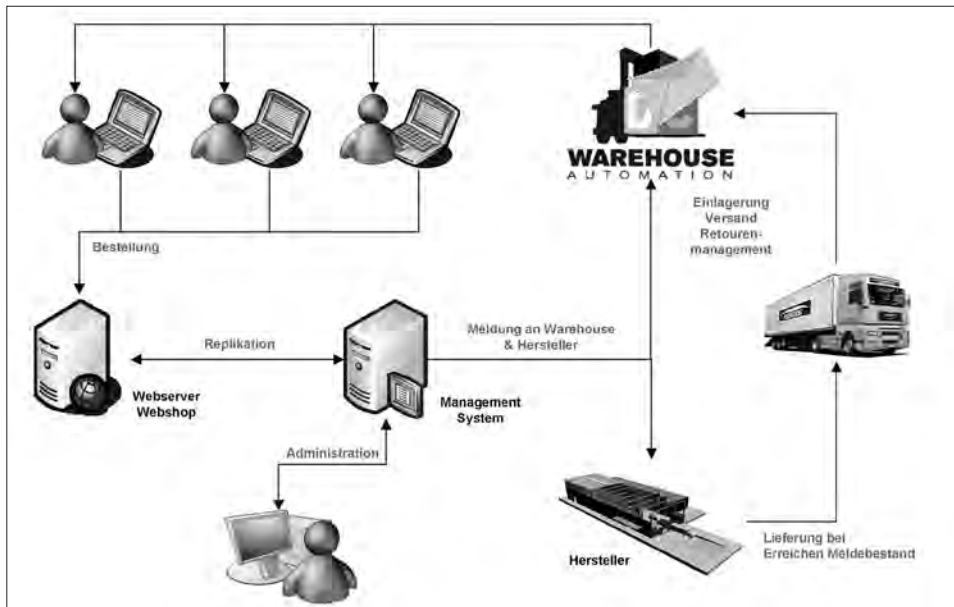 WAREHOUSE
AUTOMATION
Einlagerung
Versand
Retouren-
management
Bestellung
Replikation
Meldung an Warehouse
& Hersteller
Webserver
Webshop
Management
System
Administration
Hersteller
Lieferung bei
Erreichen Meldebestand